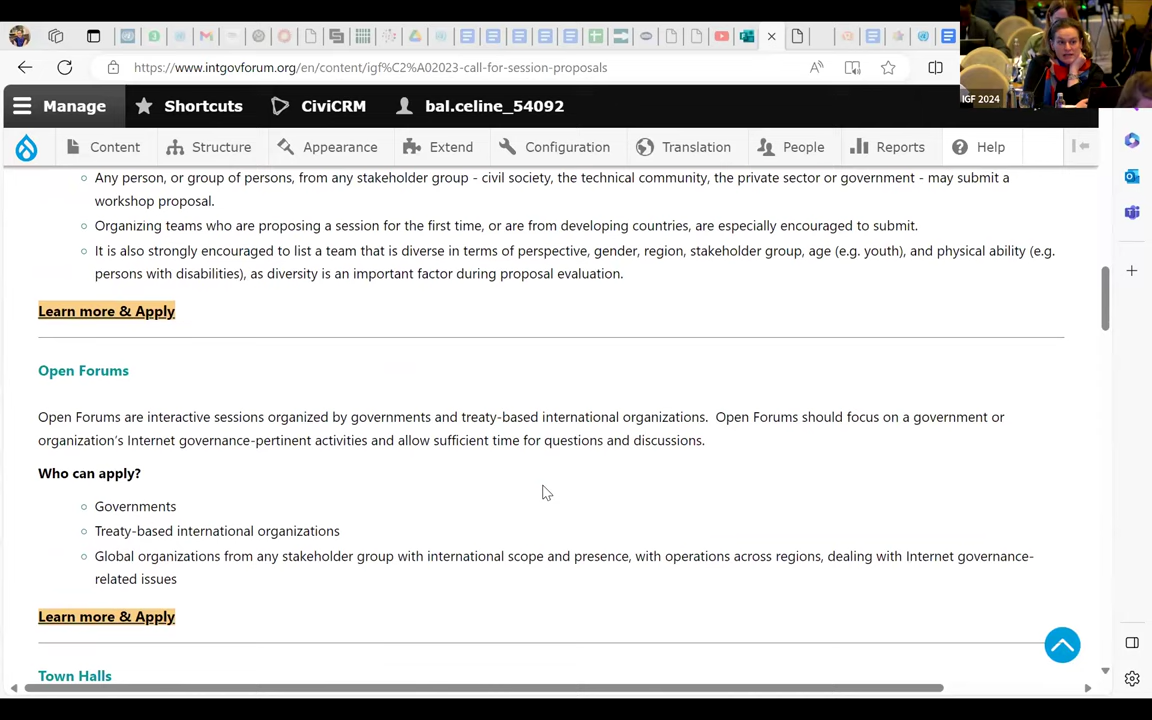 https://www.intgovforum.org/en/content/igf%C2%A02023-call-for-session-proposals
IGF 2024
Manage
Shortcuts
CiviCRM
bal.celine_54092
Content
Structure
Appearance
Extend
Configuration
Translation
People
Reports
Help
Any person, or group of persons, from any stakeholder group - civil society, the technical community, the private sector or government - may submit a
workshop proposal.
Organizing teams who are proposing a session for the first time, or are from developing countries, are especially encouraged to submit.
It is also strongly encouraged to list a team that is diverse in terms of perspective, gender, region, stakeholder group, age (e.g. youth), and physical ability (e.g.
persons with disabilities), as diversity is an important factor during proposal evaluation.
Learn more & Apply
Open Forums
Open Forums are interactive sessions organized by governments and treaty-based international organizations.  Open Forums should focus on a government or
organization's Internet governance-pertinent activities and allow sufficient time for questions and discussions.
Who can apply?
Governments
Treaty-based international organizations
Global organizations from any stakeholder group with international scope and presence, with operations across regions, dealing with Internet governance-
related issues
Learn more & Apply
Town Halls